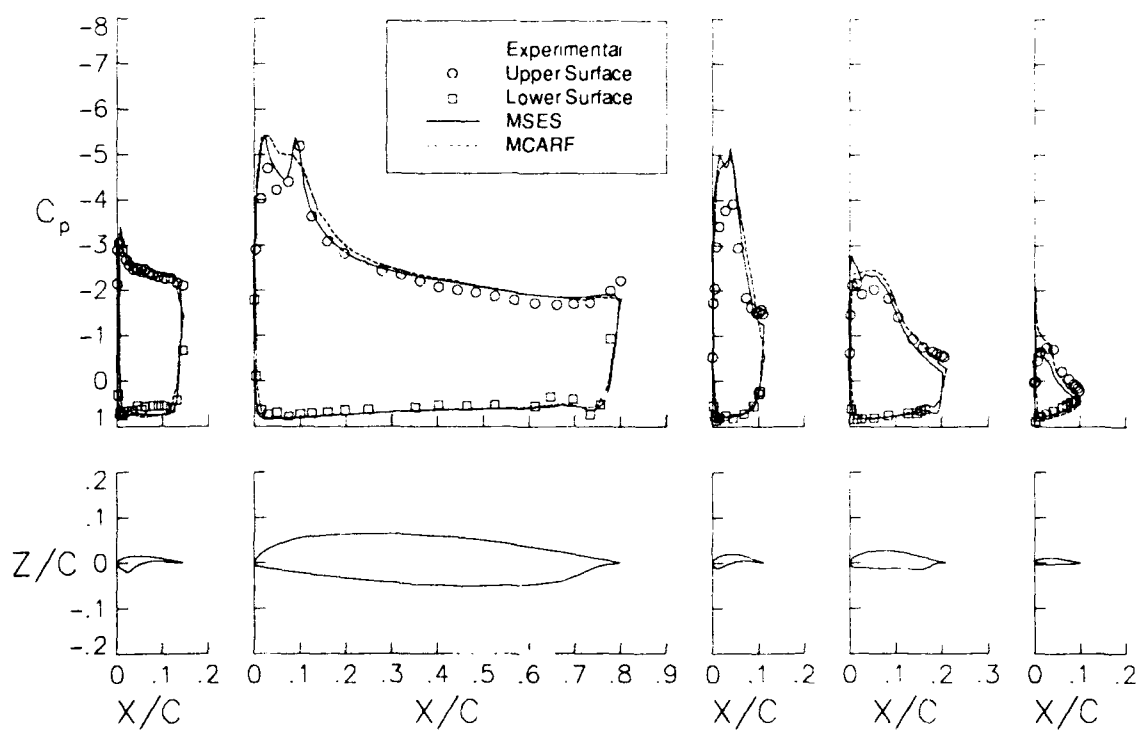 -8
-7
-6
-5
-4
-3
-2
-1
0
1
C p
Experimental
Upper Surface
Lower Surface
MSES
MCARF
.2
.1
0
-.1
-.2
Z/C
0 .1 .2
0 .1 .2 .3 .4 .5 .6 .7 .8 .9
0 .1 .2
0 .1 .2 .3
0 .1 .2
X/C
X/C
X/C
X/C
X/C